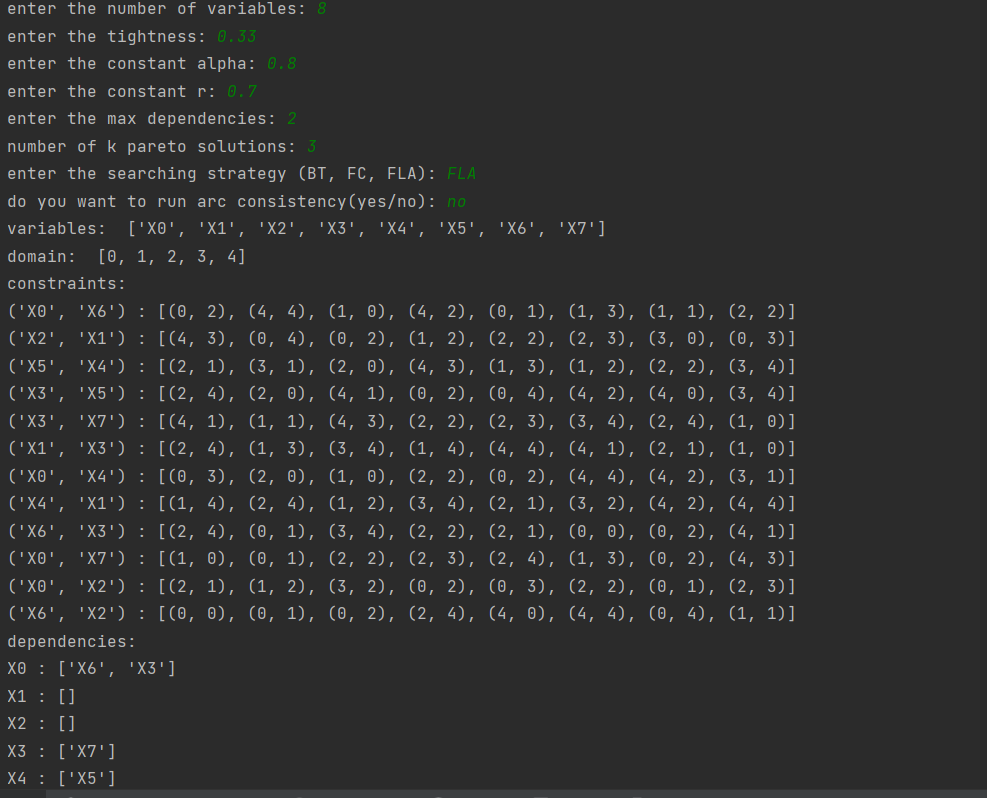 enter the number of variables: 8
enter the tightness: 0.33
enter the constant alpha: 0.8
enter the constant r: 0.7
enter the max dependencies: 2
number of k pareto solutions: 3
enter the searching strategy (BT, FC, FLA): FLA
do you want to run arc consistency(yes/no): no
variables:  ['X0', 'X1', 'X2', 'X3', 'X4', 'X5', 'X6', 'X7']
domain:  [0, 1, 2, 3, 4]
constraints:
('X0', 'X6') : [(0, 2), (4, 4), (1, 0), (4, 2), (0, 1), (1, 3), (1, 1), (2, 2)]
('X2', 'X1') : [(4, 3), (0, 4), (0, 2), (1, 2), (2, 2), (2, 3), (3, 0), (0, 3)]
('X5', 'X4') : [(2, 1), (3, 1), (2, 0), (4, 3), (1, 3), (1, 2), (2, 2), (3, 4)]
('X3', 'X5') : [(2, 4), (2, 0), (4, 1), (0, 2), (0, 4), (4, 2), (4, 0), (3, 4)]
('X3', 'X7') : [(4, 1), (1, 1), (4, 3), (2, 2), (2, 3), (3, 4), (2, 4), (1, 0)]
('X1', 'X3') : [(2, 4), (1, 3), (3, 4), (1, 4), (4, 4), (4, 1), (2, 1), (1, 0)]
('X0', 'X4') : [(0, 3), (2, 0), (1, 0), (2, 2), (0, 2), (4, 4), (4, 2), (3, 1)]
('X4', 'X1') : [(1, 4), (2, 4), (1, 2), (3, 4), (2, 1), (3, 2), (4, 2), (4, 4)]
('X6', 'X3') : [(2, 4), (0, 1), (3, 4), (2, 2), (2, 1), (0, 0), (0, 2), (4, 1)]
('X0', 'X7') : [(1, 0), (0, 1), (2, 2), (2, 3), (2, 4), (1, 3), (0, 2), (4, 3)]
('X0', 'X2') : [(2, 1), (1, 2), (3, 2), (0, 2), (0, 3), (2, 2), (0, 1), (2, 3)]
('X6', 'X2') : [(0, 0), (0, 1), (0, 2), (2, 4), (4, 0), (4, 4), (0, 4), (1, 1)]
dependencies:
X0 : ['X6', 'X3']
X1 : []
X2 : []
X3 : ['X7']
X4 : ['X5']